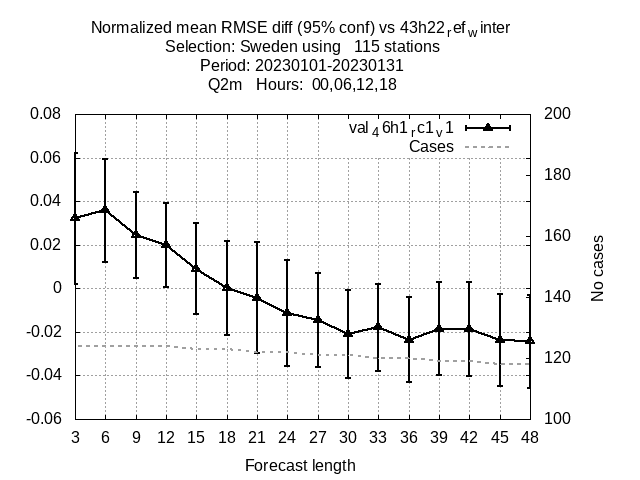 Normalized mean RMSE diff (95% conf) vs 43h22refwinter
Selection: Sweden using 115 stations
Period: 20230101-20230131
Q2m Hours: 00,06,12,18
val46h1rc1v1
Cases
0.08
0.06
0.04
0.02
0
-0.02
-0.04
-0.06
200
180
160
140
120
100
No cases
3 6 9 12 15 18 21 24 27 30 33 36 39 42 45 48
Forecast length